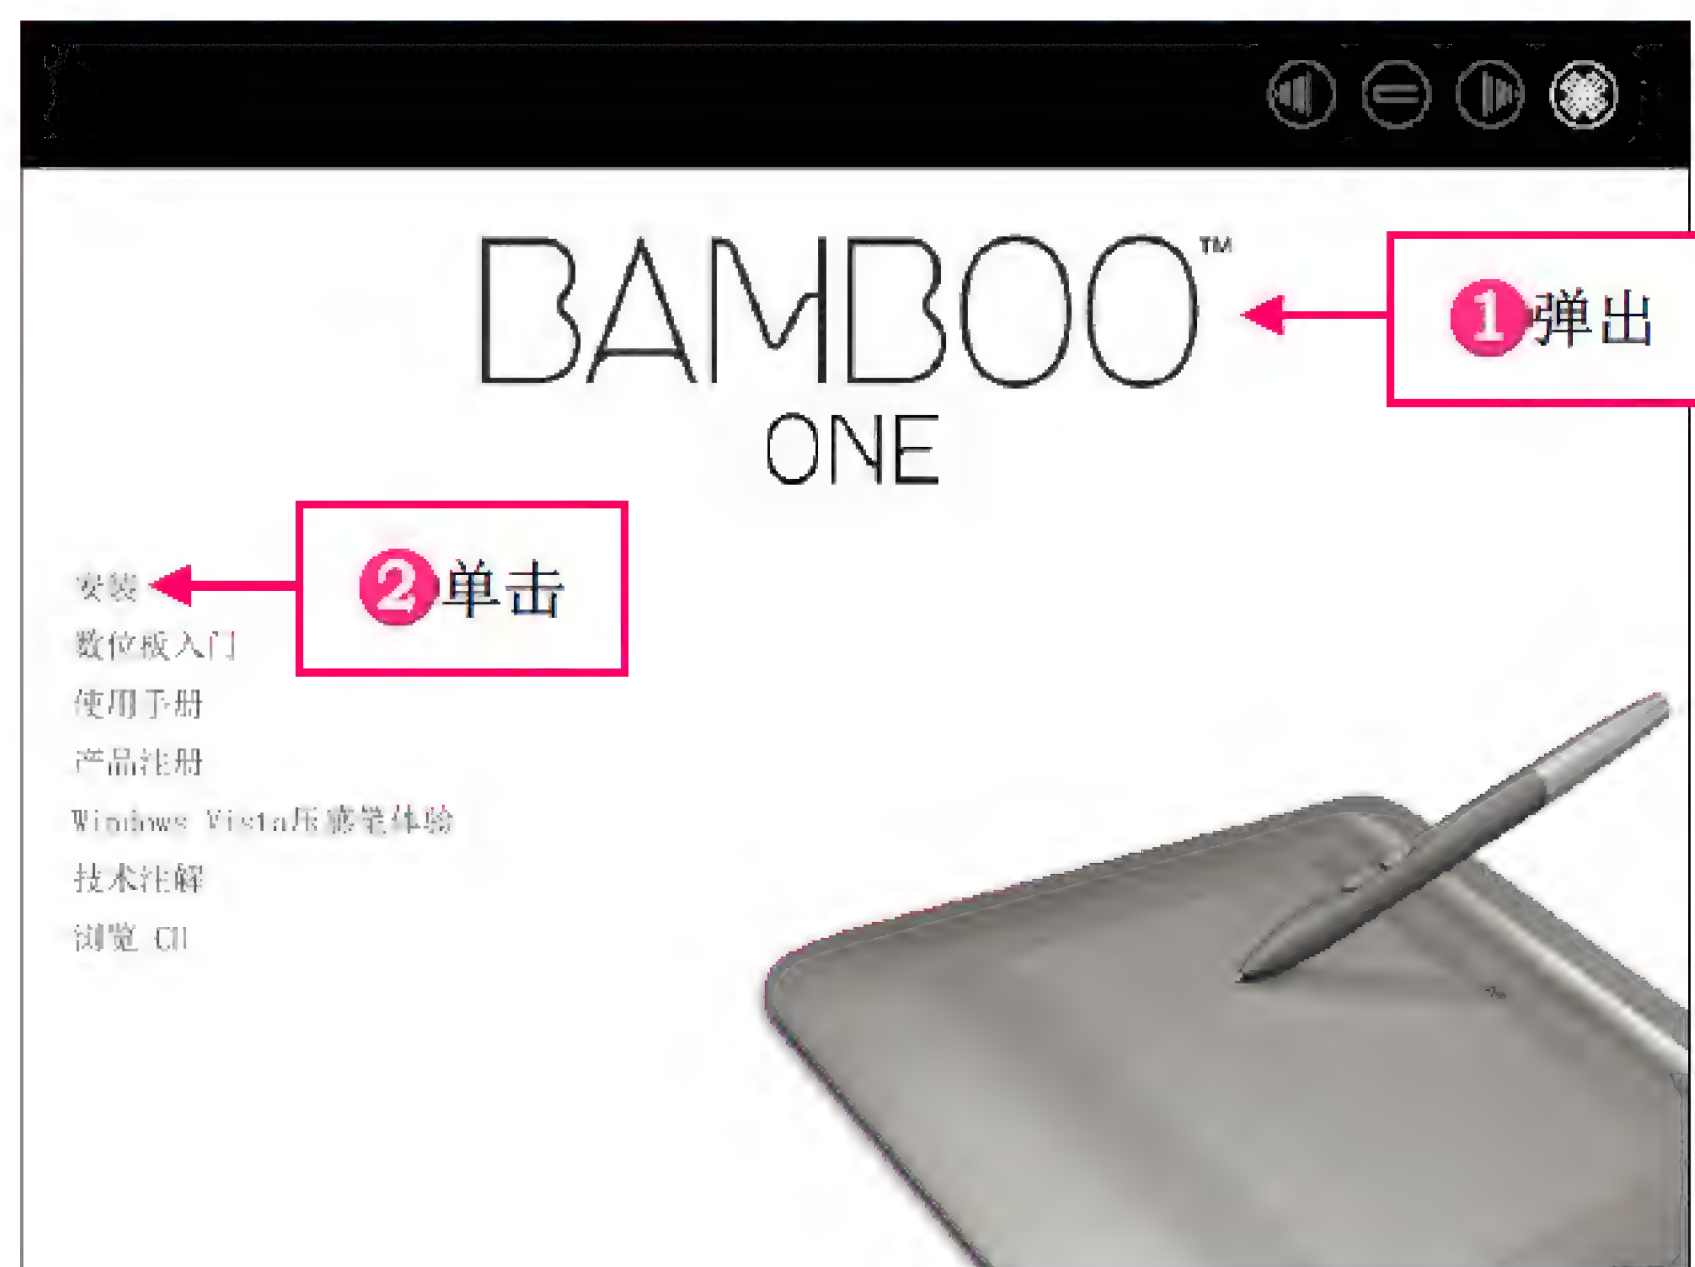 BAMBOO™
ONE
❶弹出
❷单击
安装
数位板入门
使用手册
产品注册
Windows Vista压感笔体验
技术注解
浏览 CD